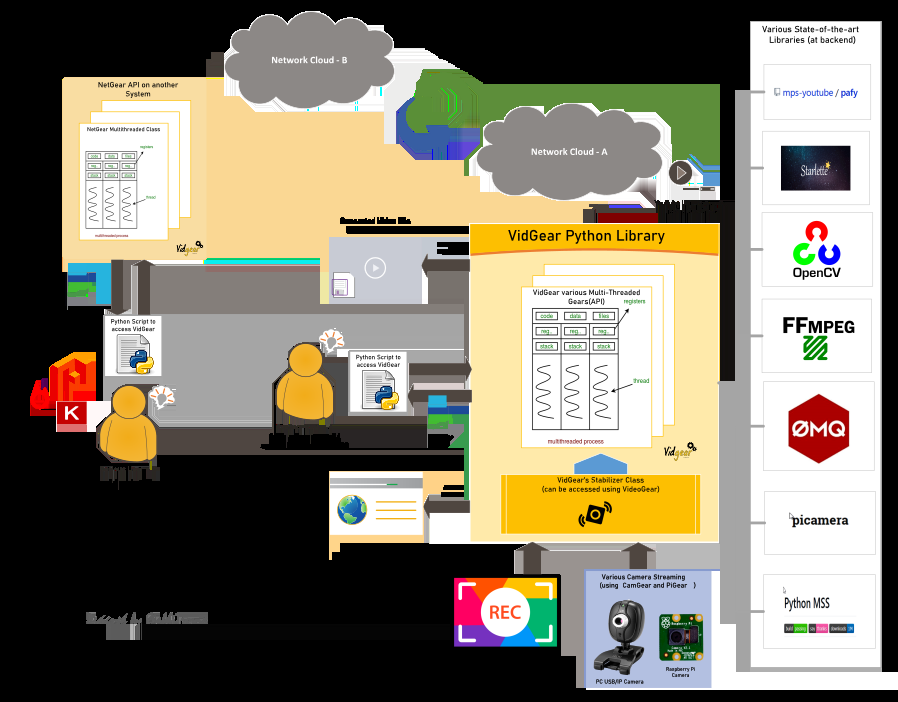 Network Cloud - B
NetGear API on another
System
NetGear Multithreaded Class
code data files
reg.. reg.. reg..
stack stack stack
registers
thread
multithreaded process
Vidgear
Network Cloud - A
Various State-of-the-art
Libraries (at backend)
mps-youtube / pafy
Starlette
OpenCV
FFMPEG
ØMQ
picamera
Python MSS
VidGear Python Library
VidGear various Multi-Threaded
Gears(API)
registers
code data files
reg.. reg.. reg..
stack stack stack
thread
multithreaded process
Vidgear
VidGear's Stabilizer Class
(can be accessed using VideoGear)
Python Script to
access VidGear
Python Script to
access VidGear
K
REC
Various Camera Streaming
(using CamGear and PiGear )
Raspberry Pi
PC USB/IP Camera
Raspberry Pi
Camera